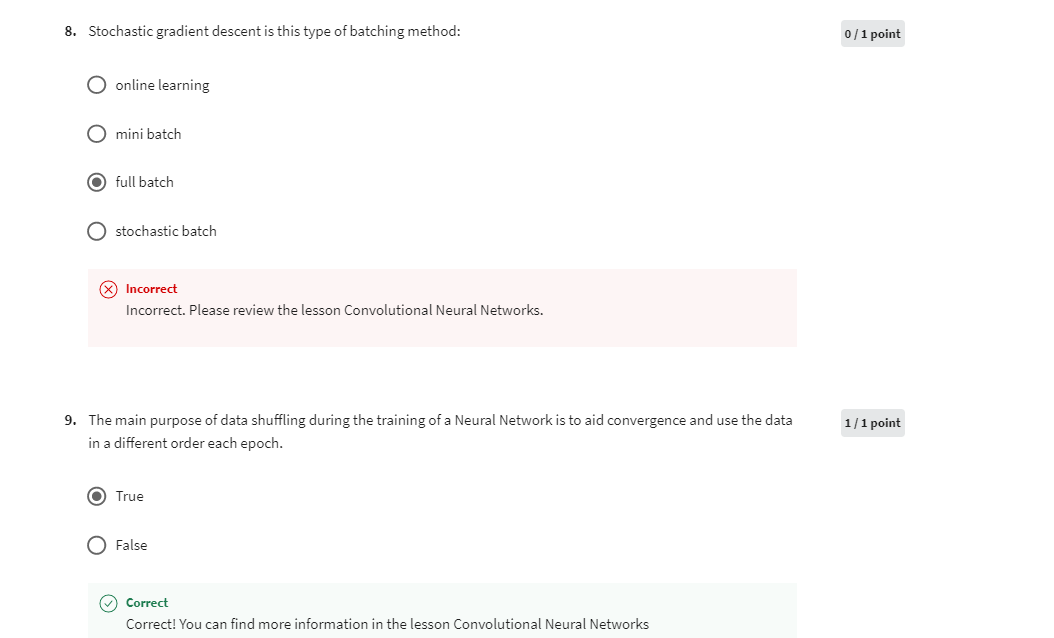 8. Stochastic gradient descent is this type of batching method:
0 / 1 point
online learning
mini batch
full batch
stochastic batch
Incorrect
Incorrect. Please review the lesson Convolutional Neural Networks.
9. The main purpose of data shuffling during the training of a Neural Network is to aid convergence and use the data
in a different order each epoch.
1 / 1 point
True
False
Correct
Correct! You can find more information in the lesson Convolutional Neural Networks